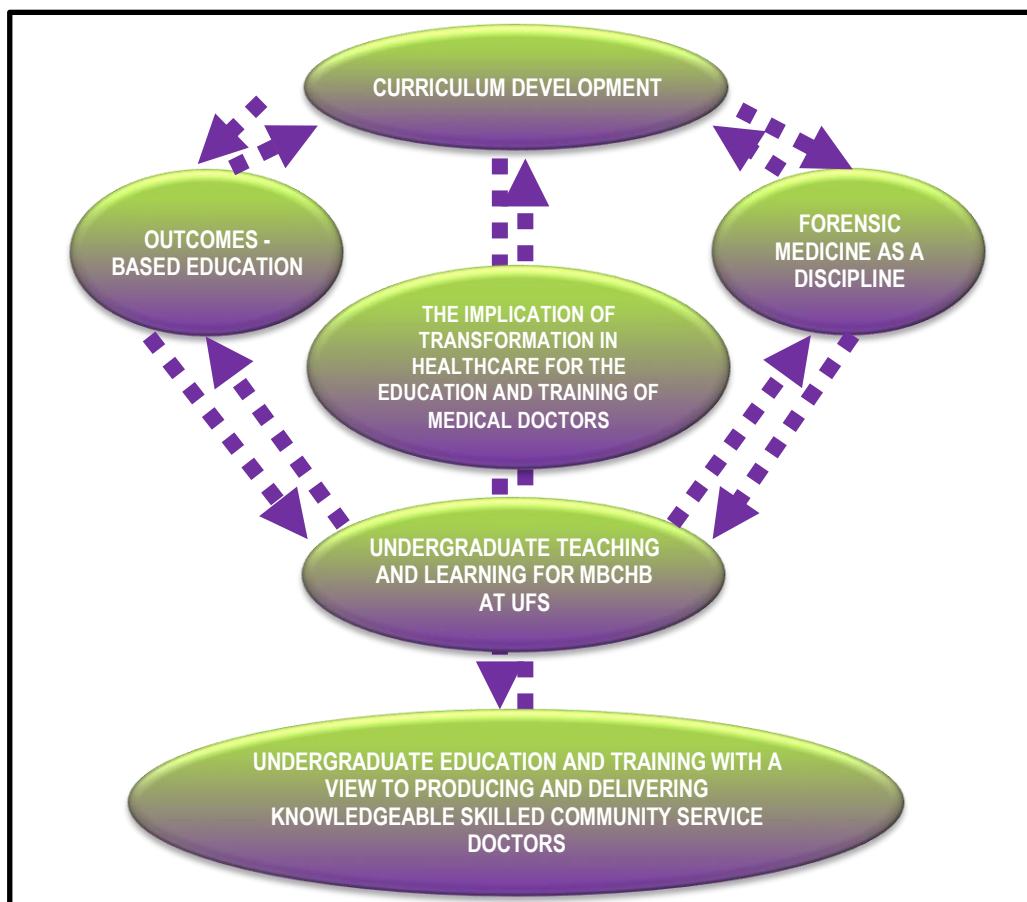 CURRICULUM DEVELOPMENT
OUTCOMES -
BASED EDUCATION
FORENSIC
MEDICINE AS A
DISCIPLINE
THE IMPLICATION OF
TRANSFORMATION IN
HEALTHCARE FOR THE
EDUCATION AND TRAINING OF
MEDICAL DOCTORS
UNDERGRADUATE TEACHING
AND LEARNING FOR MBCHB
AT UFS
UNDERGRADUATE EDUCATION AND TRAINING WITH A
VIEW TO PRODUCING AND DELIVERING
KNOWLEDGEABLE SKILLED COMMUNITY SERVICE
DOCTORS